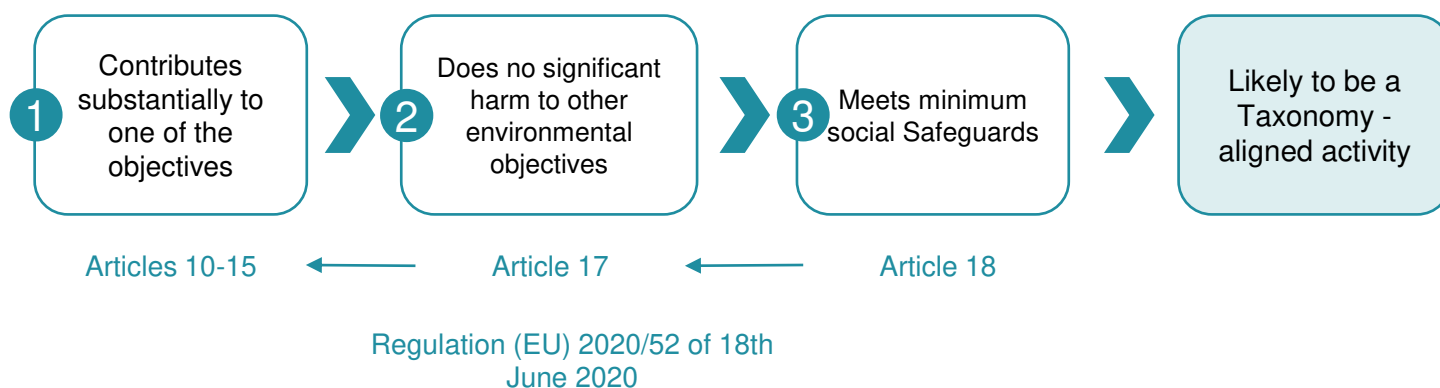 1
Contributes
substantially to
one of the
objectives
2
Does no significant
harm to other
environmental
objectives
3
Meets minimum
social Safeguards
Likely to be a
Taxonomy -
aligned activity
Articles 10-15
Article 17
Article 18
Regulation (EU) 2020/52 of 18th
June 2020